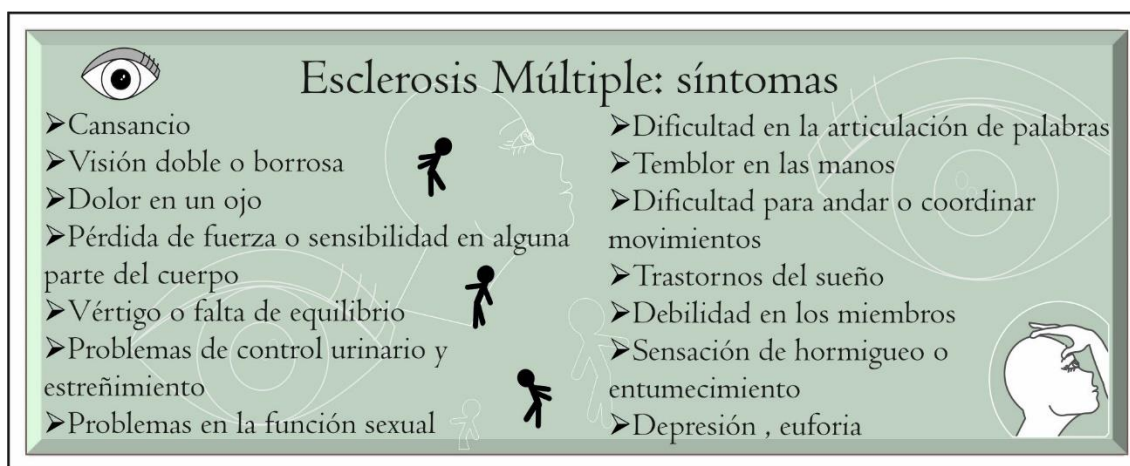 Esclerosis Múltiple: síntomas
➤Cansancio
➤Visión doble o borrosa
➤Dolor en un ojo
➤Pérdida de fuerza o sensibilidad en alguna
parte del cuerpo
➤Vértigo o falta de equilibrio
➤Problemas de control urinario y
estreñimiento
➤Problemas en la función sexual
➤Dificultad en la articulación de palabras
➤Temblor en las manos
➤Dificultad para andar o coordinar
movimientos
➤Trastornos del sueño
➤Debilidad en los miembros
➤Sensación de hormigueo o
entumecimiento
➤Depresión , euforia